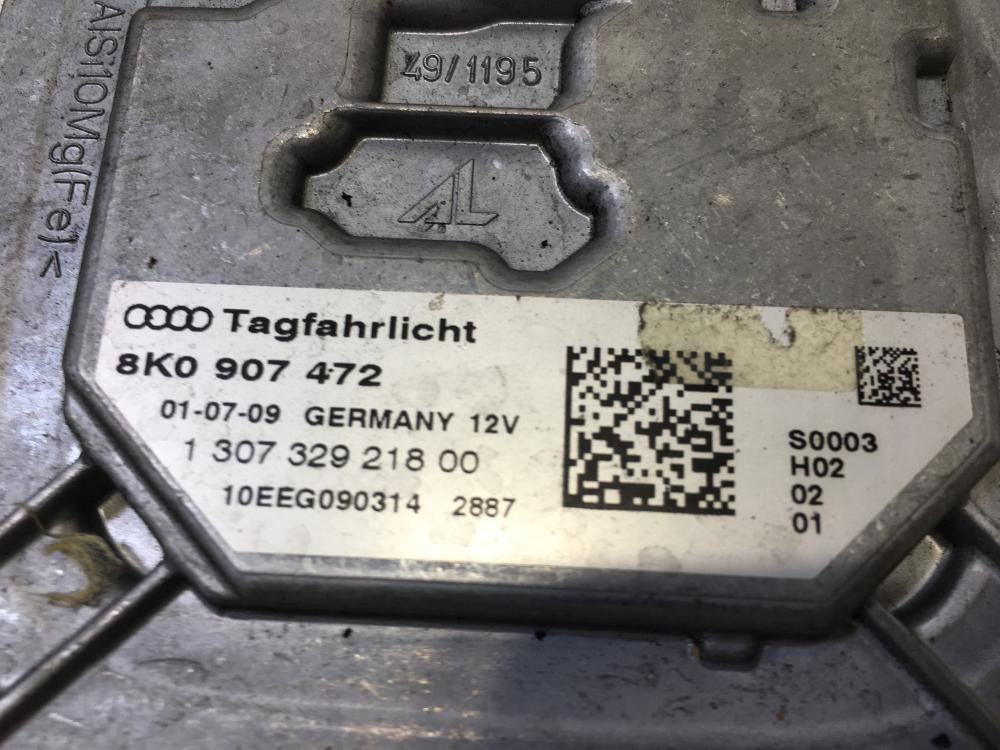 AlSi10Mg(Fe)<
49/1195
AL
Tagfahrlicht
8K0 907 472
01-07-09 GERMANY 12V
1 307 329 218 00
10EEG090314 2887
S0003
H02
02
01